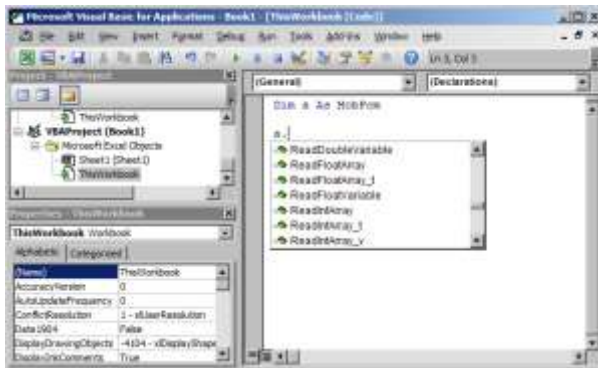 Microsoft Visual Basic for Applications - Book1 - [ThisWorkbook (Code)]
File Edit View Insert Format Debug Run Tools Add-Ins Window Help
Ln 3, Col 3
Project - VBAProject
ThisWorkbook
VBAProject (Book1)
Microsoft Excel Objects
Sheet1 (Sheet1)
ThisWorkbook
Properties - ThisWorkbook
ThisWorkbook Workbook
Alphabetic Categorized
(Name) ThisWorkbook
AccuracyVersion 0
AutoUpdateFrequency 0
ConflictResolution 1 - xlUserResolution
Date1904 False
DisplayDrawingObjects -4104 - xlDisplayShape
DisplayInkComments True
(General) (Declarations)
Dim a As
a.
ReadDoubleVariable
ReadFloatArray
ReadFloatArray_t
ReadFloatVariable
ReadIntArray
ReadIntArray_t
ReadIntArray_v